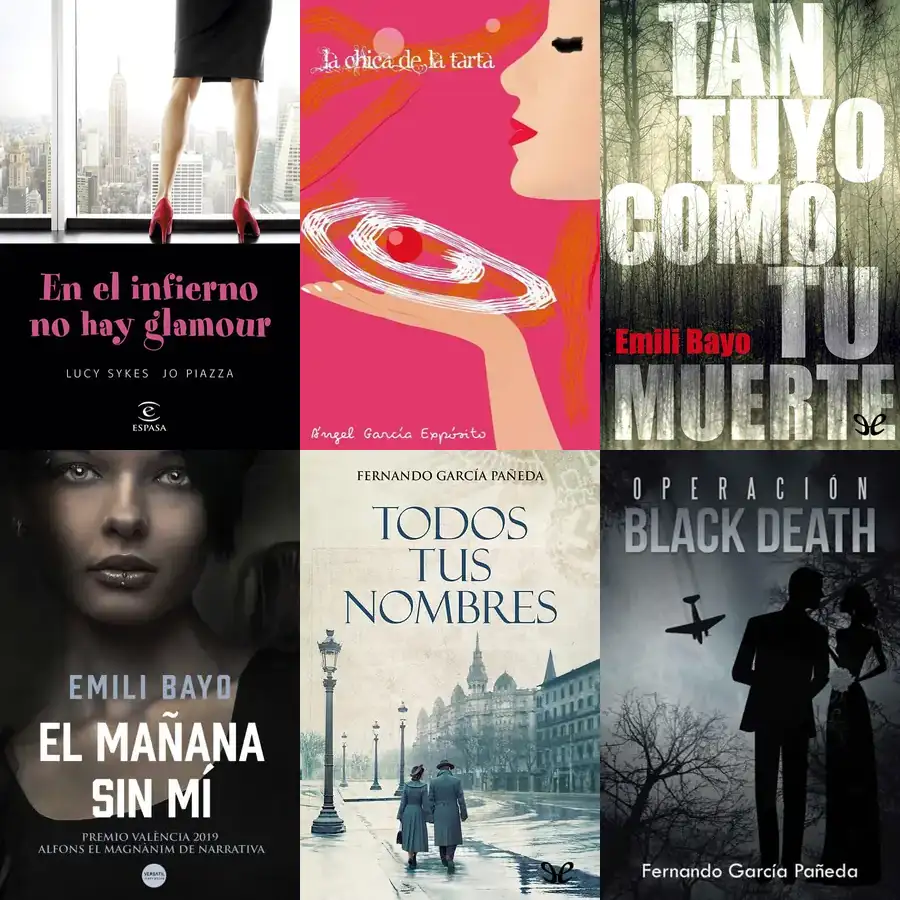 En el infierno
no hay glamour
LUCY SYKES JO PIAZZA
ESPASA
la chica de la tarta
Ángel García Expósito
TAN
TUYO
COMO
TU
Emili Bayo
MUERTE
EMILI BAYO
EL MAÑANA
SIN MÍ
PREMIO VALÈNCIA 2019
ALFONS EL MAGNÀNIM DE NARRATIVA
FERNANDO GARCÍA PAÑEDA
TODOS
TUS
NOMBRES
OPERACIÓN
BLACK DEATH
Fernando García Pañeda